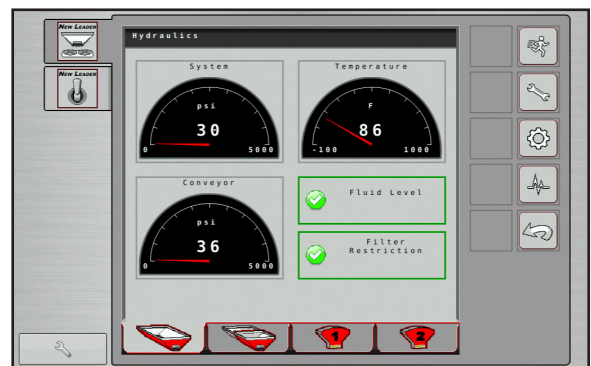 NEW LEADER
NEW LEADER
Hydraulics
System
psi
30
0 5000
Temperature
F
86
-100 1000
Conveyor
psi
36
0 5000
Fluid Level
Filter
Restriction
1
2